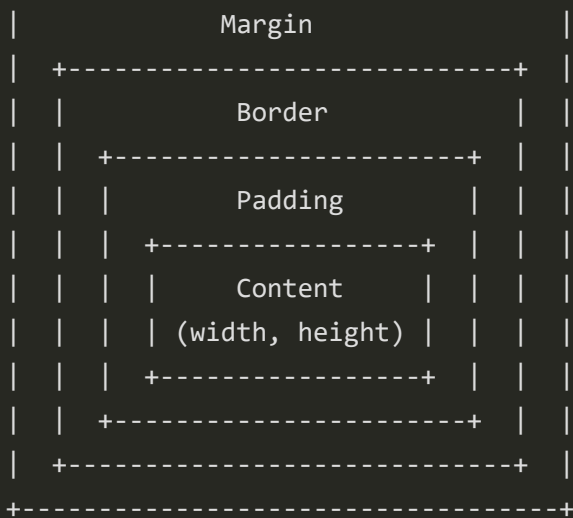 |             Margin                |
|  +-----------------------------+  |
|  |           Border            |  |
|  |  +-----------------------+  |  |
|  |  |        Padding        |  |  |
|  |  |  +-----------------+  |  |  |
|  |  |  |     Content     |  |  |  |
|  |  |  | (width, height) |  |  |  |
|  |  |  +-----------------+  |  |  |
|  |  +-----------------------+  |  |
|  +-----------------------------+  |
+-----------------------------------+